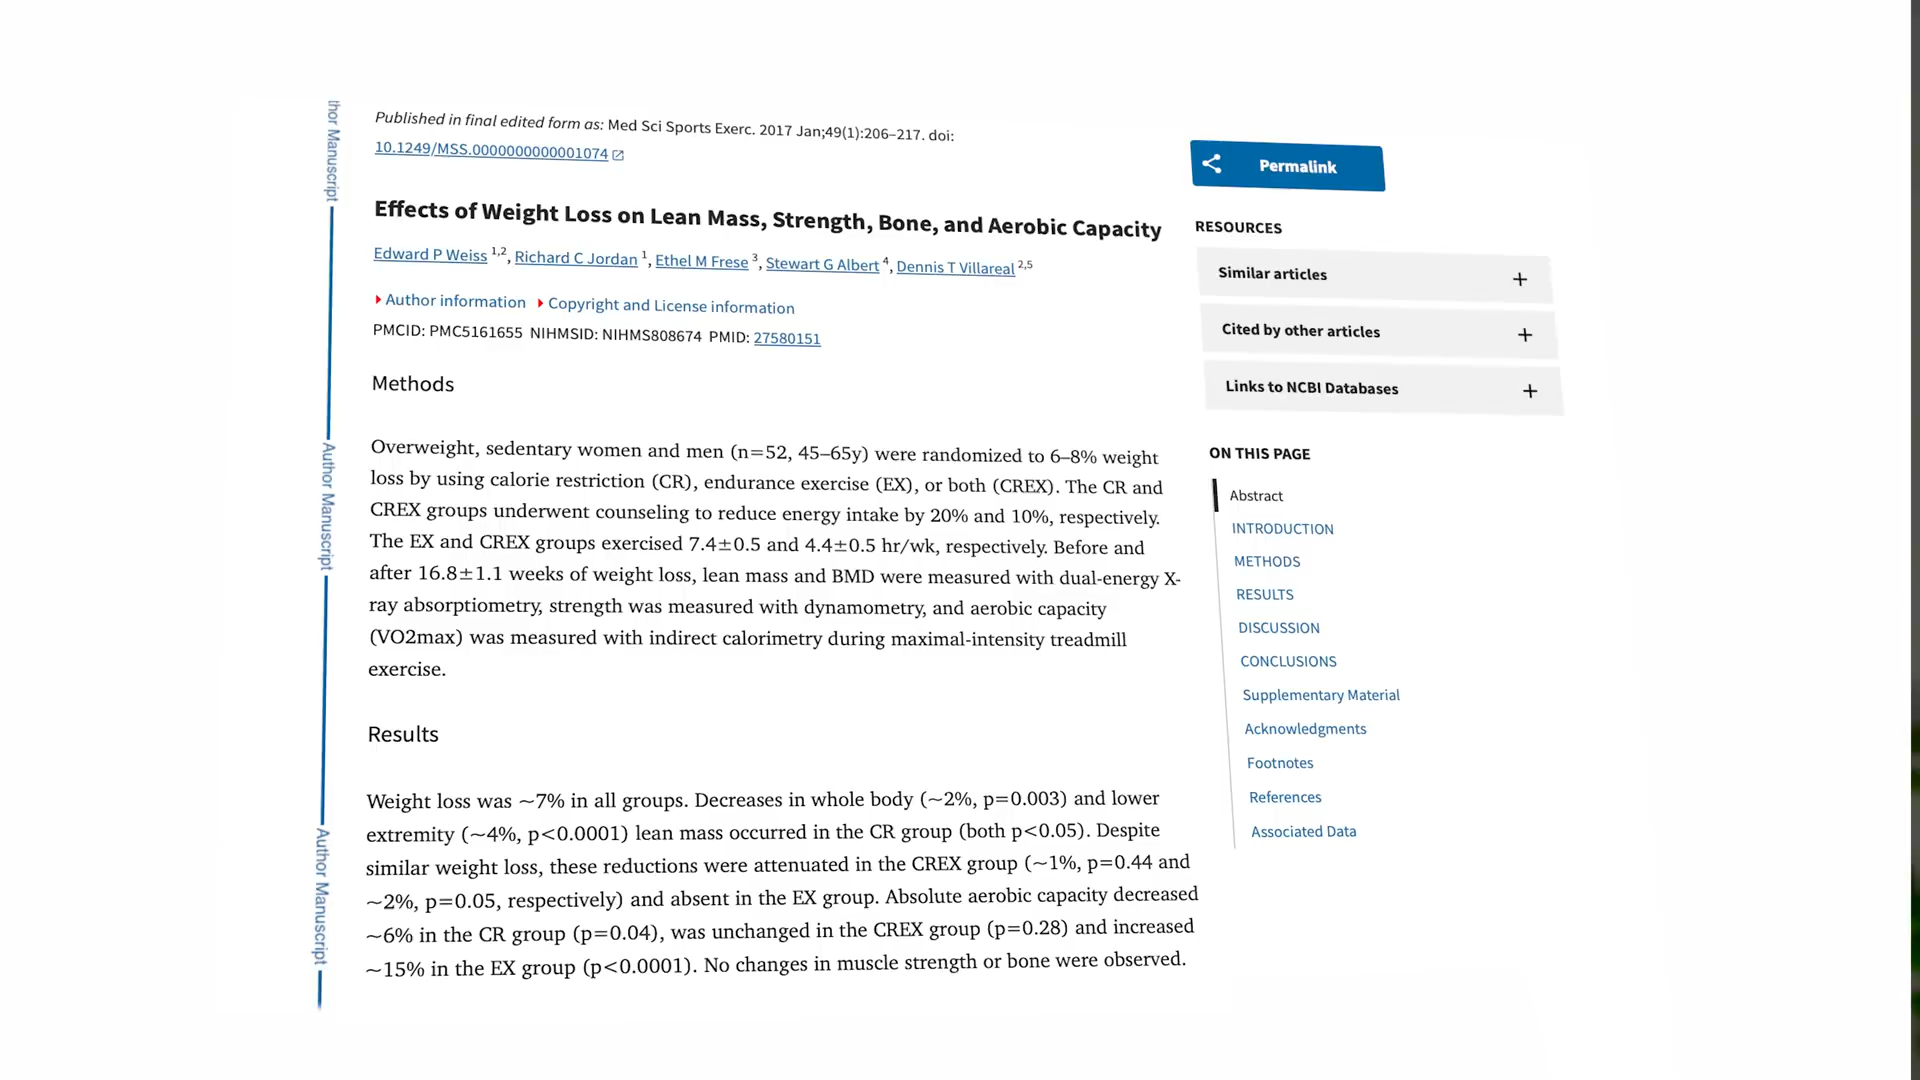 thor Manuscript
Published in final edited form as: Med Sci Sports Exerc. 2017 Jan;49(1):206–217. doi:
10.1249/MSS.0000000000001074
Effects of Weight Loss on Lean Mass, Strength, Bone, and Aerobic Capacity
Edward P Weiss 1,2, Richard C Jordan 1, Ethel M Frese 3, Stewart G Albert 4, Dennis T Villareal 2,5
Author information Copyright and License information
PMCID: PMC5161655 NIHMSID: NIHMS808674 PMID: 27580151
Methods
Author Manuscript
Overweight, sedentary women and men (n=52, 45–65y) were randomized to 6–8% weight
loss by using calorie restriction (CR), endurance exercise (EX), or both (CREX). The CR and
CREX groups underwent counseling to reduce energy intake by 20% and 10%, respectively.
The EX and CREX groups exercised 7.4±0.5 and 4.4±0.5 hr/wk, respectively. Before and
after 16.8±1.1 weeks of weight loss, lean mass and BMD were measured with dual-energy X-
ray absorptiometry, strength was measured with dynamometry, and aerobic capacity
(VO2max) was measured with indirect calorimetry during maximal-intensity treadmill
exercise.
Results
Author Manuscript
Weight loss was ~7% in all groups. Decreases in whole body (~2%, p=0.003) and lower
extremity (~4%, p<0.0001) lean mass occurred in the CR group (both p<0.05). Despite
similar weight loss, these reductions were attenuated in the CREX group (~1%, p=0.44 and
~2%, p=0.05, respectively) and absent in the EX group. Absolute aerobic capacity decreased
~6% in the CR group (p=0.04), was unchanged in the CREX group (p=0.28) and increased
~15% in the EX group (p<0.0001). No changes in muscle strength or bone were observed.
Permalink
RESOURCES
Similar articles +
Cited by other articles +
Links to NCBI Databases +
ON THIS PAGE
Abstract
INTRODUCTION
METHODS
RESULTS
DISCUSSION
CONCLUSIONS
Supplementary Material
Acknowledgments
Footnotes
References
Associated Data